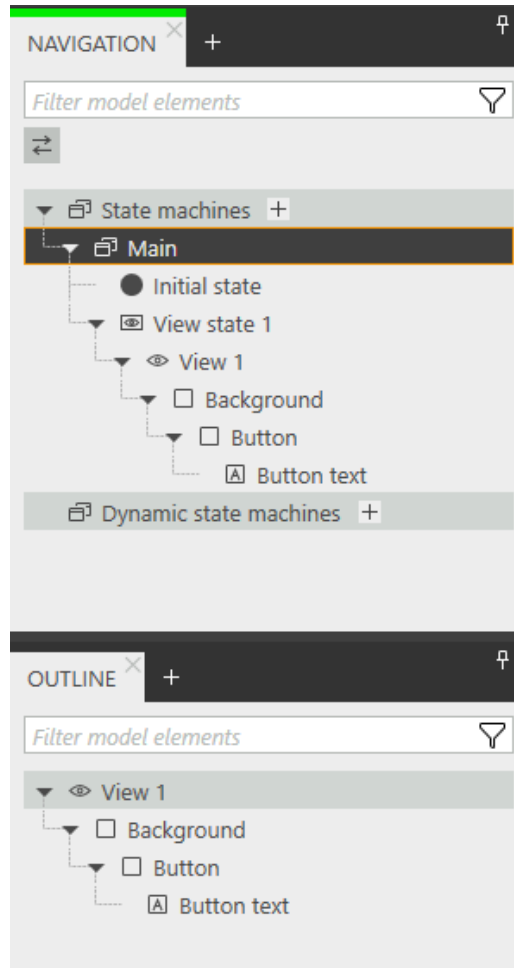 NAVIGATION
Filter model elements
State machines
Main
Initial state
View state 1
View 1
Background
Button
A Button text
Dynamic state machines
OUTLINE
Filter model elements
View 1
Background
Button
A Button text